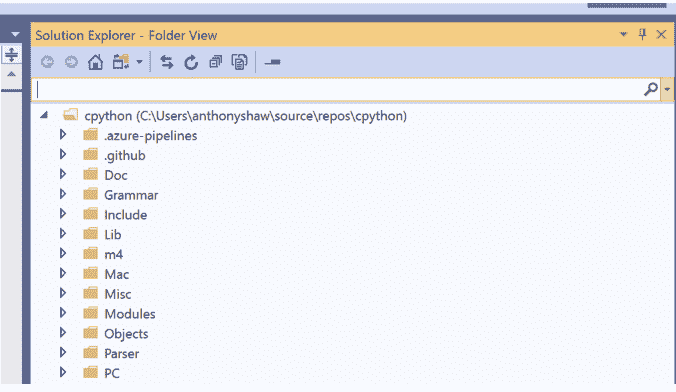 Solution Explorer - Folder View
cpython (C:\Users\anthonyshaw\source\repos\cpython)
.azure-pipelines
.github
Doc
Grammar
Include
Lib
m4
Mac
Misc
Modules
Objects
Parser
PC